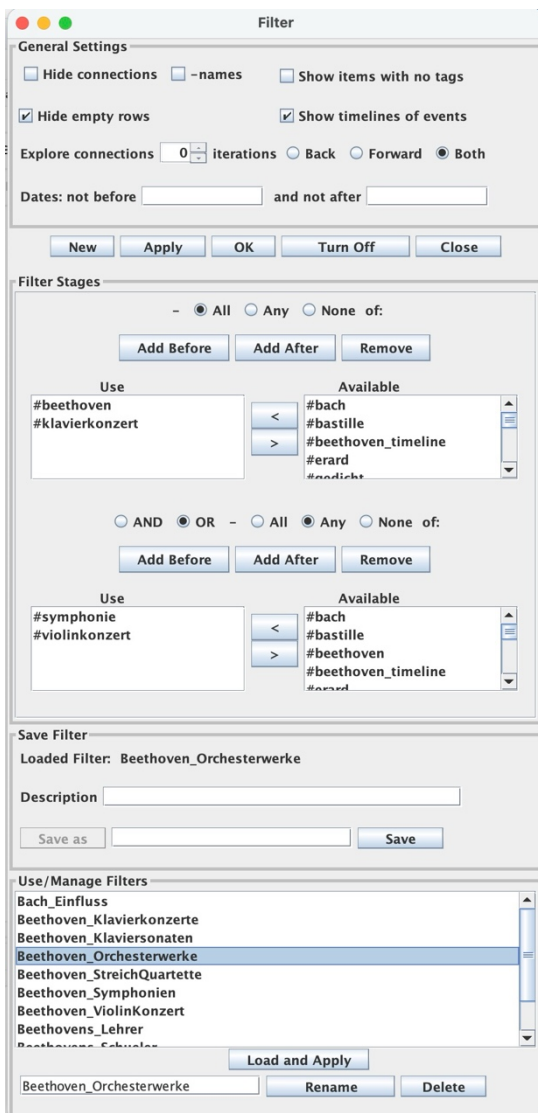 Filter
General Settings
Hide connections -names Show items with no tags
Hide empty rows Show timelines of events
Explore connections 0 iterations Back Forward Both
Dates: not before and not after
New Apply OK Turn Off Close
Filter Stages
- All Any None of:
Add Before Add After Remove
Use Available
#beethoven
#klavierkonzert
<
>
#bach
#bastille
#beethoven_timeline
#erard
#gedicht
AND OR - All Any None of:
Add Before Add After Remove
Use Available
#symphonie
#violinkonzert
<
>
#bach
#bastille
#beethoven
#beethoven_timeline
#erard
Save Filter
Loaded Filter: Beethoven_Orchesterwerke
Description
Save as Save
Use/Manage Filters
Bach_Einfluss
Beethoven_Klavierkonzerte
Beethoven_Klaviersonaten
Beethoven_Orchesterwerke
Beethoven_StreichQuartette
Beethoven_Symphonien
Beethoven_ViolinKonzert
Beethovens_Lehrer
Beethovens_Schueler
Load and Apply
Beethoven_Orchesterwerke Rename Delete